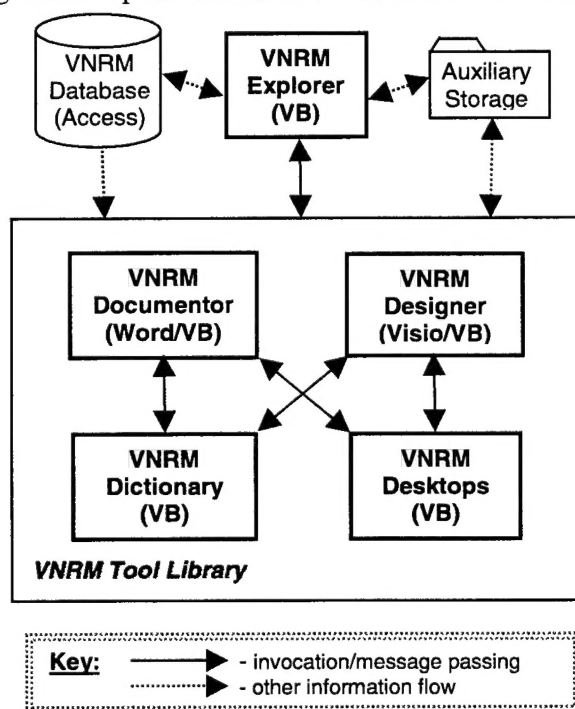 VNRM
Database
(Access)
VNRM
Explorer
(VB)
Auxiliary
Storage
VNRM
Documentor
(Word/VB)
VNRM
Designer
(Visio/VB)
VNRM
Dictionary
(VB)
VNRM
Desktops
(VB)
VNRM Tool Library
Key:
- invocation/message passing
- other information flow